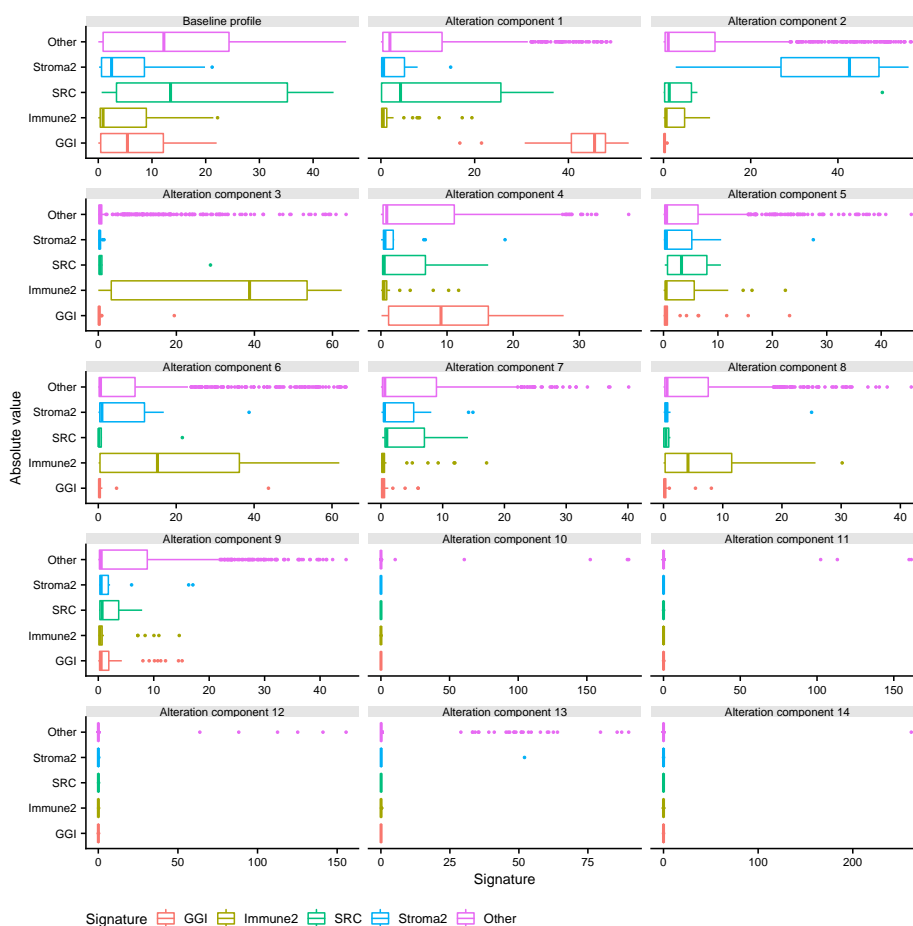 Baseline profile Alteration component 1 Alteration component 2
Other
Stroma2
SRC
Immune2
GGI
0 10 20 30 40 0 20 40 0 20 40
Alteration component 3 Alteration component 4 Alteration component 5
Other
Stroma2
SRC
Immune2
GGI
0 20 40 60 0 10 20 30 0 10 20 30 40
Alteration component 6 Alteration component 7 Alteration component 8
Other
Stroma2
SRC
Immune2
GGI
0 20 40 60 0 10 20 30 40 0 10 20 30 40
Alteration component 9 Alteration component 10 Alteration component 11
Other
Stroma2
SRC
Immune2
GGI
0 10 20 30 40 0 50 100 150 0 50 100 150
Alteration component 12 Alteration component 13 Alteration component 14
Other
Stroma2
SRC
Immune2
GGI
0 50 100 150 0 25 50 75 0 100 200
Absolute value
Signature
Signature GGI Immune2 SRC Stroma2 Other